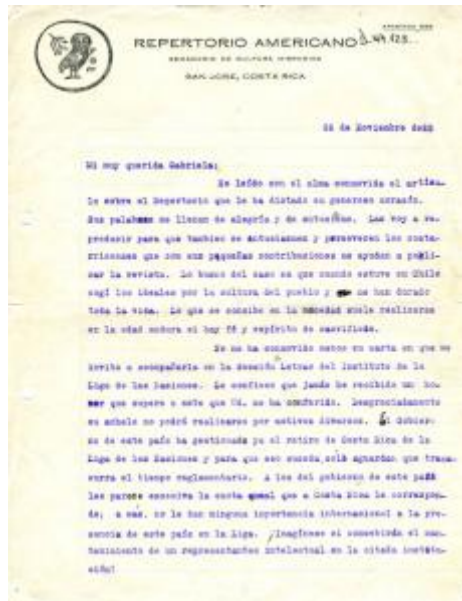 REPERTORIO AMERICANO
SEMANARIO DE CULTURA HISPANICA
SAN JOSE, COSTA RICA
de Noviembre de
Mi muy querida Gabriela:
He leído con el alma conmovida el artícu-
lo sobre el Repertorio que le ha dictado su generoso corazón.
Sus palabras me llenan de alegría y de entusiasmo. Las voy a re-
producir para que también se entusiasmen y perseveren los costa-
rricenses que con sus pequeñas contribuciones me ayudan a publi-
car la revista. Lo bueno del caso es que cuando estuve en Chile
cogí los ideales por la cultura del pueblo y me han durado
toda la vida. Lo que se concibe en la mocedad suele realizarse
en la edad madura si hay fé y espíritu de sacrificio.
No me ha conmovido menos su carta en que me
invita a acompañarla en la Sección Letras del Instituto de la
Liga de las Naciones. Le confieso que jamás he recibido un ho-
nor que supere a este que Ud. me ha conferido. Desgraciadamente
su anhelo no podrá realizarse por motivos diversos. El Gobier-
no de este país ha gestionado ya el retiro de Costa Rica de la
Liga de las Naciones y para que eso suceda solo aguardan que trans-
curra el tiempo reglamentario. A los del gobierno de este país
les parece excesiva la cuota anual que a Costa Rica le correspon-
de; a más, no le dan ninguna importancia internacional a la pre-
sencia de este país en la Liga. ¡Imagínese si consentirán el man-
tenimiento de un representante intelectual en la citada institu-
ción!